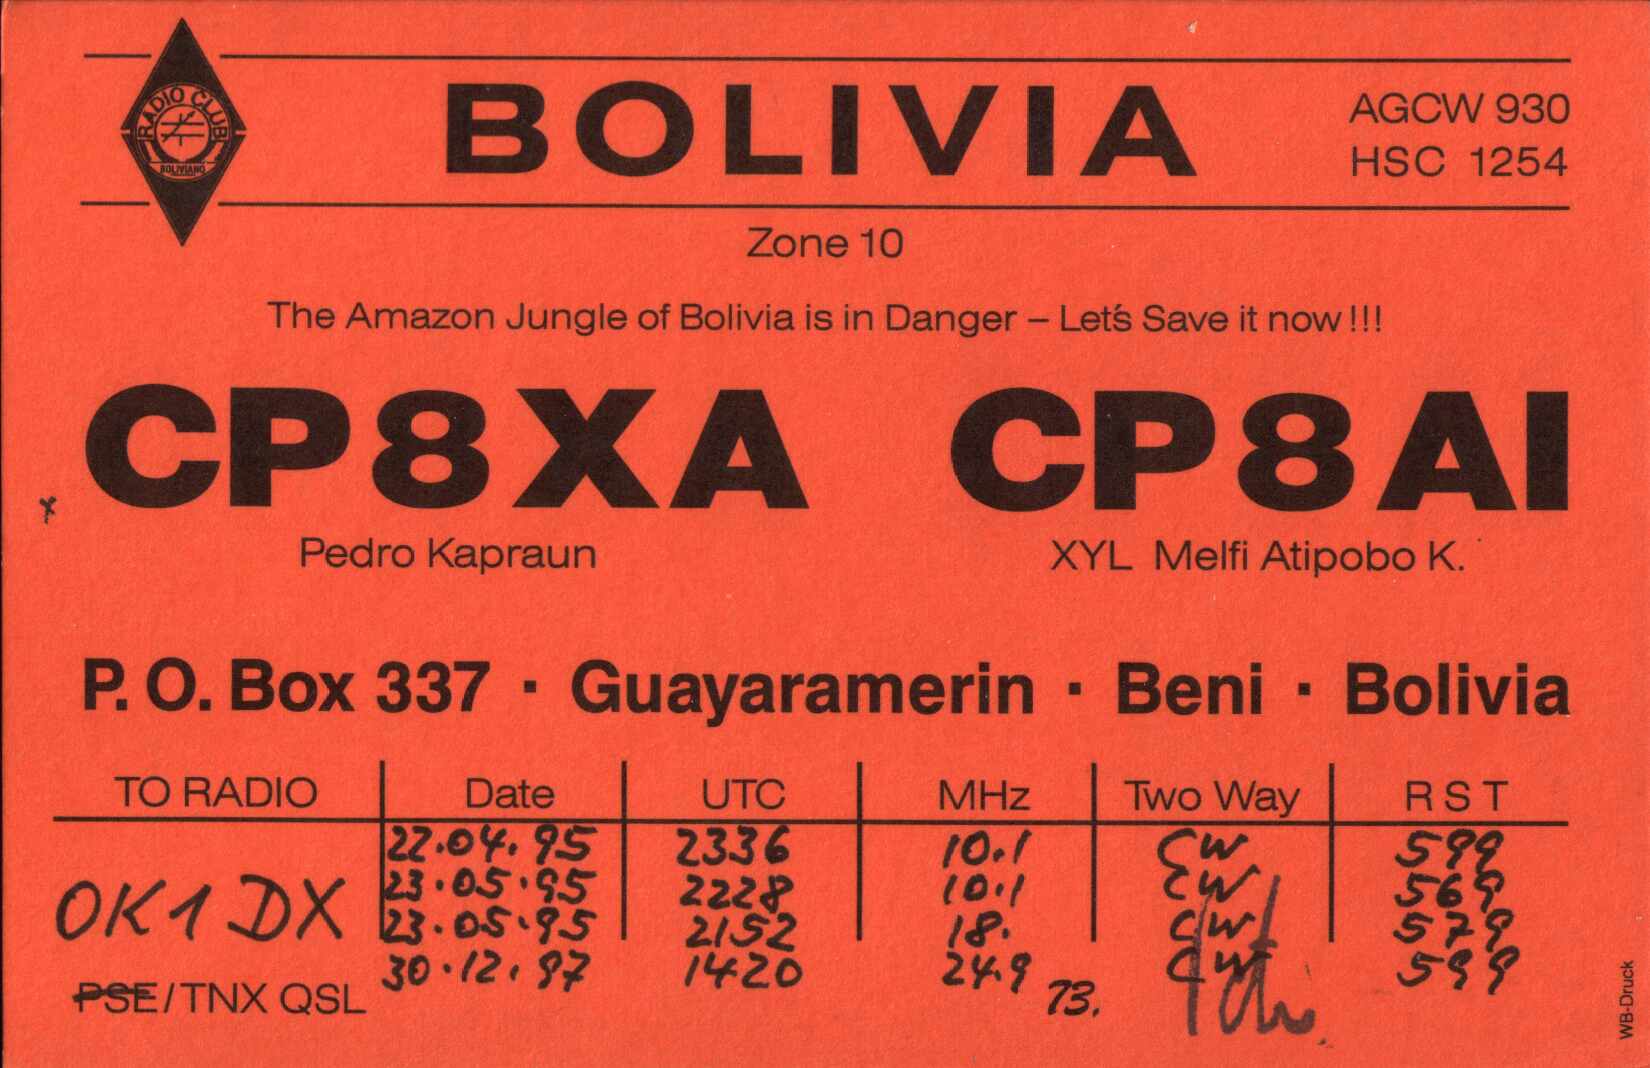 RADIO CLUB
BOLIVIANO
BOLIVIA
AGCW 930
HSC 1254
Zone 10
The Amazon Jungle of Bolivia is in Danger – Let's Save it now !!!
CP8XA CP8AI
Pedro Kapraun XYL Melfi Atipobo K.
P. O. Box 337 · Guayaramerin · Beni · Bolivia
TO RADIO Date UTC MHz Two Way R S T
22.04.95 2336 10.1 CW 599
23.05.95 2228 10.1 CW 569
OK1DX
23.05.95 2152 18. CW 579
30.12.97 1420 24.9 CW 599
PSE/TNX QSL 73.
WB-Druck